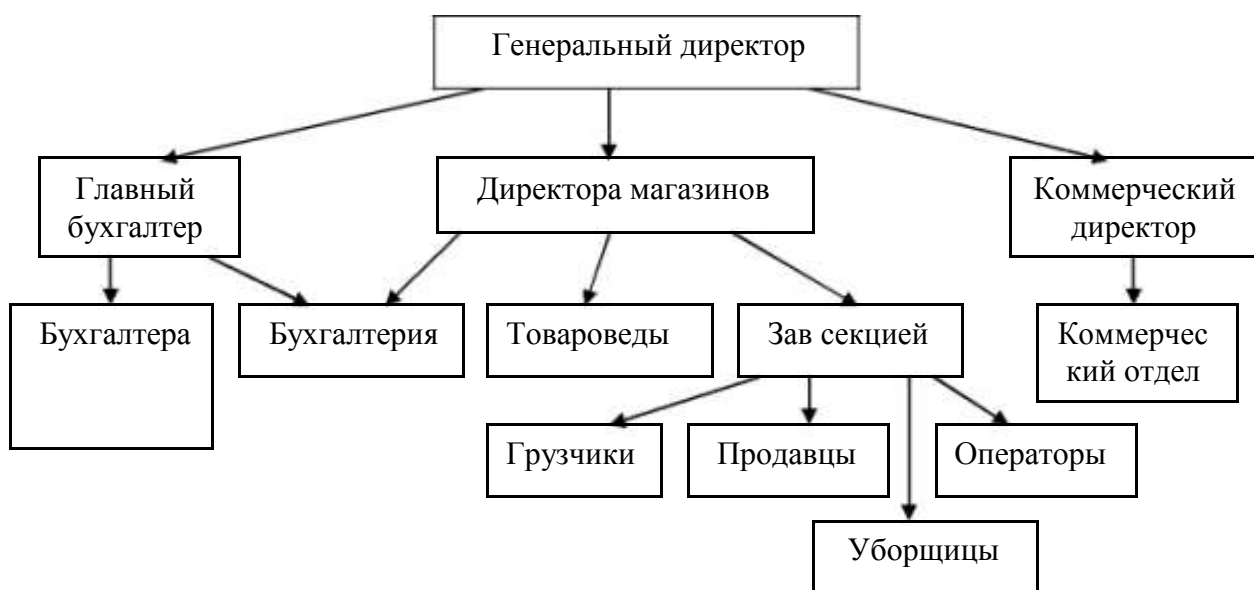 Генеральный директор
Главный
бухгалтер
Директора магазинов
Коммерческий
директор
Бухгалтера
Бухгалтерия
Товароведы
Зав секцией
Коммерчес
кий отдел
Грузчики
Продавцы
Операторы
Уборщицы